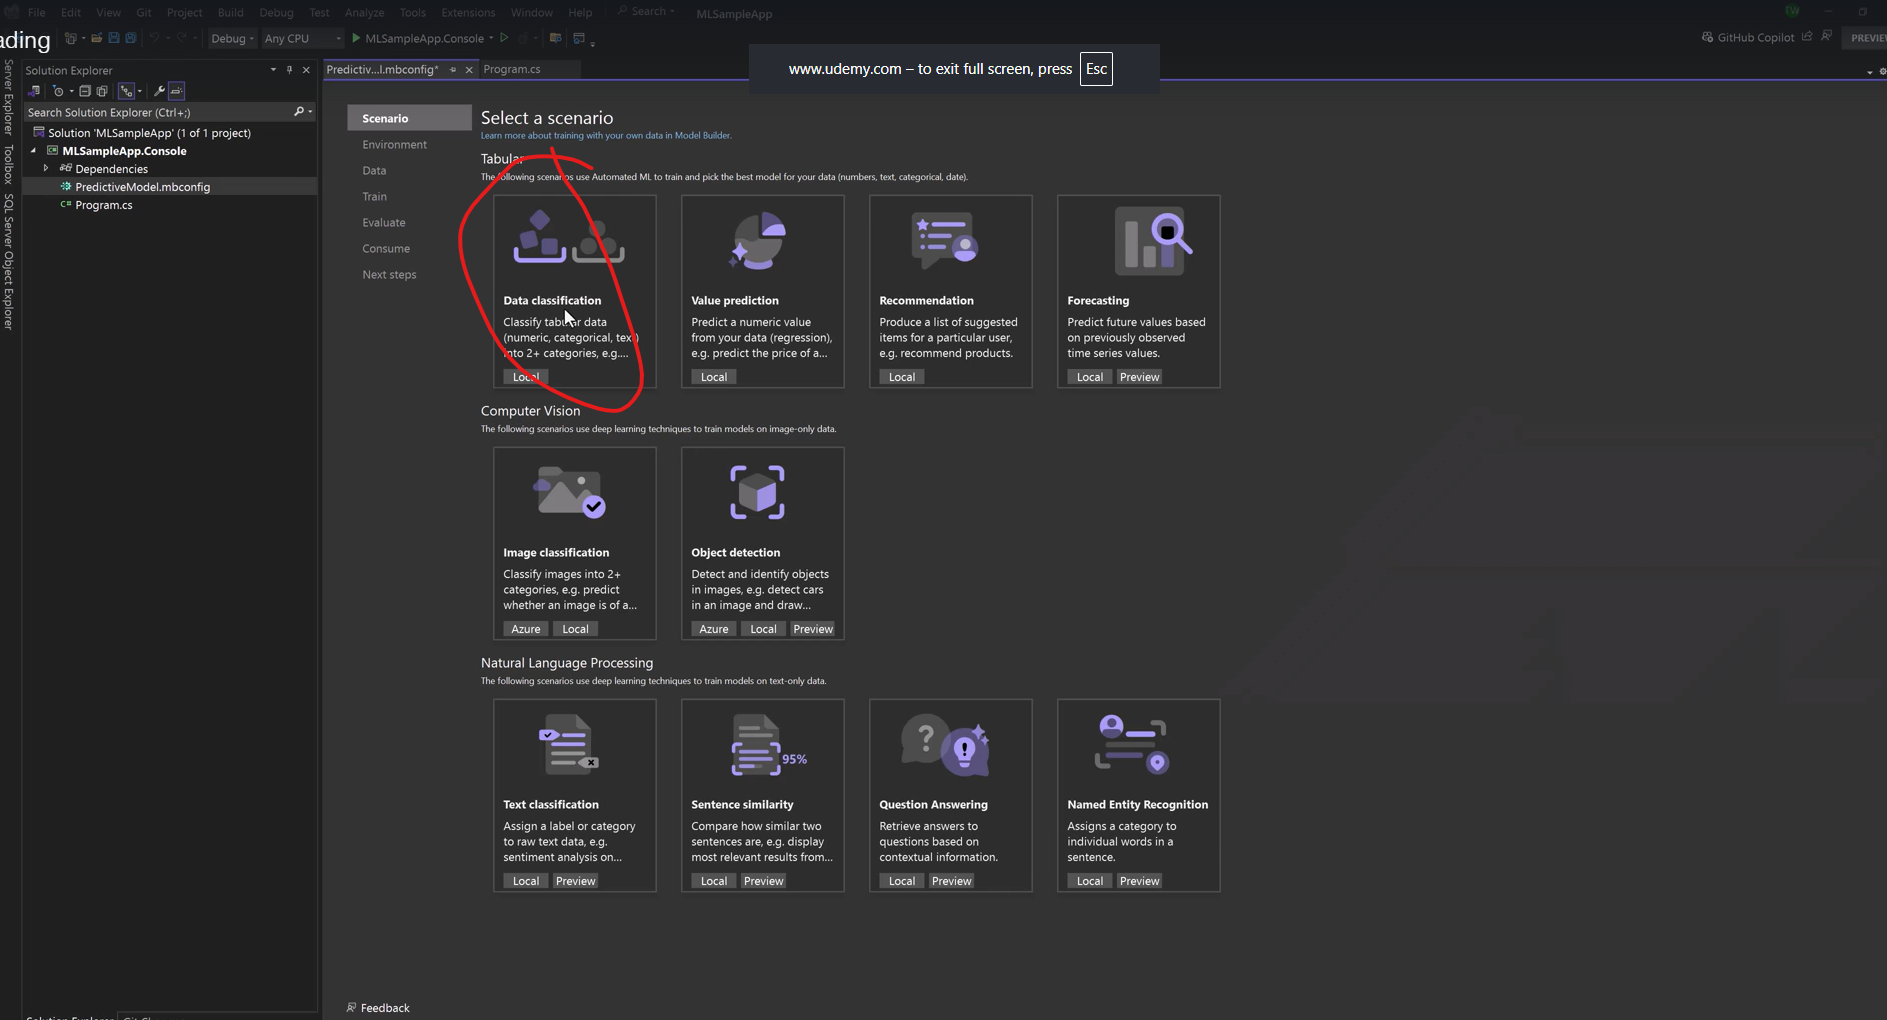 File Edit View Git Project Build Debug Test Analyze Tools Extensions Window Help Search MLSampleApp
ading
Debug Any CPU MLSampleApp.Console GitHub Copilot
www.udemy.com – to exit full screen, press Esc
Server Explorer
Toolbox
SQL Server Object Explorer
Solution Explorer
Search Solution Explorer (Ctrl+;)
Solution 'MLSampleApp' (1 of 1 project)
MLSampleApp.Console
Dependencies
PredictiveModel.mbconfig
C# Program.cs
Predictiv...l.mbconfig* Program.cs
Scenario
Environment
Data
Train
Evaluate
Consume
Next steps
Select a scenario
Learn more about training with your own data in Model Builder.
Tabular
The following scenarios use Automated ML to train and pick the best model for your data (numbers, text, categorical, date).
Data classification
Classify tabular data
(numeric, categorical, text)
into 2+ categories, e.g....
Local
Value prediction
Predict a numeric value
from your data (regression),
e.g. predict the price of a...
Local
Recommendation
Produce a list of suggested
items for a particular user,
e.g. recommend products.
Local
Forecasting
Predict future values based
on previously observed
time series values.
Local Preview
Computer Vision
The following scenarios use deep learning techniques to train models on image-only data.
Image classification
Classify images into 2+
categories, e.g. predict
whether an image is of a...
Azure Local
Object detection
Detect and identify objects
in images, e.g. detect cars
in an image and draw...
Azure Local Preview
Natural Language Processing
The following scenarios use deep learning techniques to train models on text-only data.
Text classification
Assign a label or category
to raw text data, e.g.
sentiment analysis on...
Local Preview
95%
Sentence similarity
Compare how similar two
sentences are, e.g. display
most relevant results from...
Local Preview
Question Answering
Retrieve answers to
questions based on
contextual information.
Local Preview
Named Entity Recognition
Assigns a category to
individual words in a
sentence.
Local Preview
Feedback